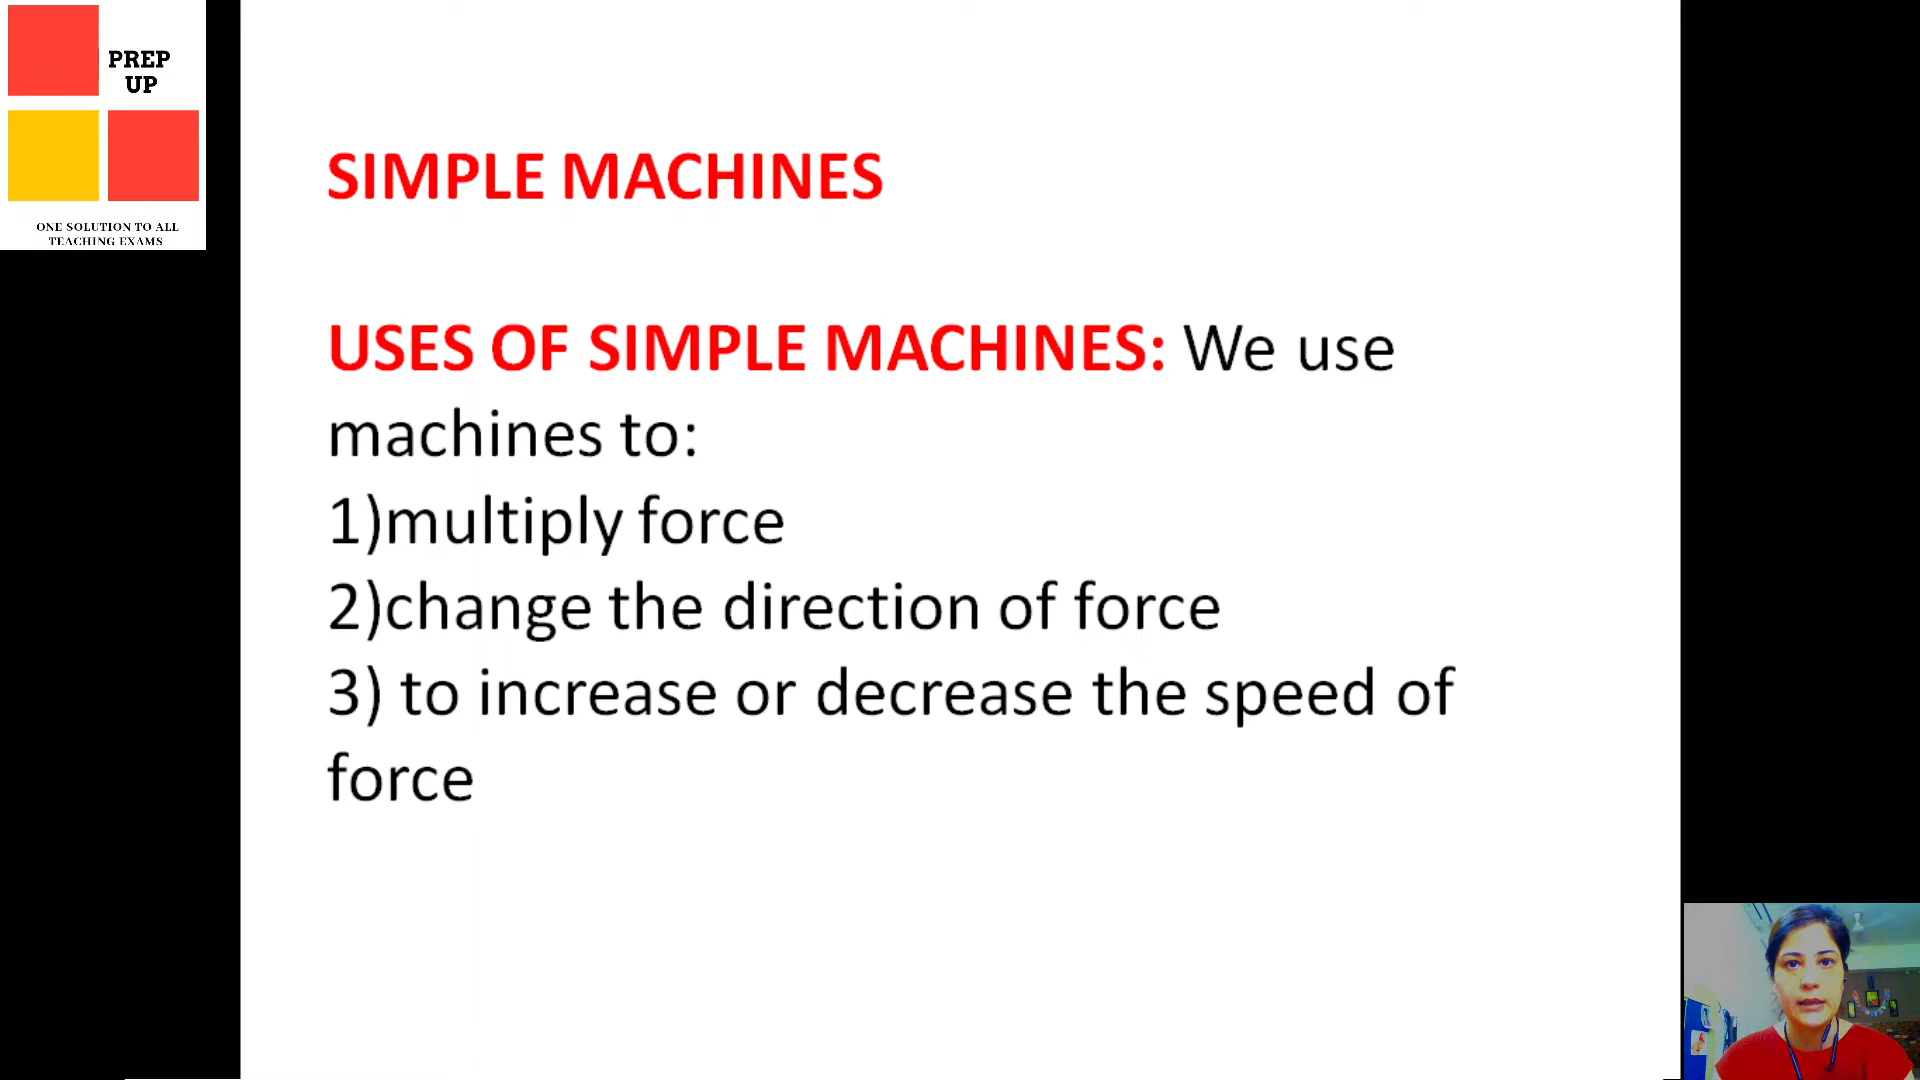 PREP
UP
ONE SOLUTION TO ALL
TEACHING EXAMS
SIMPLE MACHINES
USES OF SIMPLE MACHINES: We use
machines to:
1)multiply force
2)change the direction of force
3) to increase or decrease the speed of
force